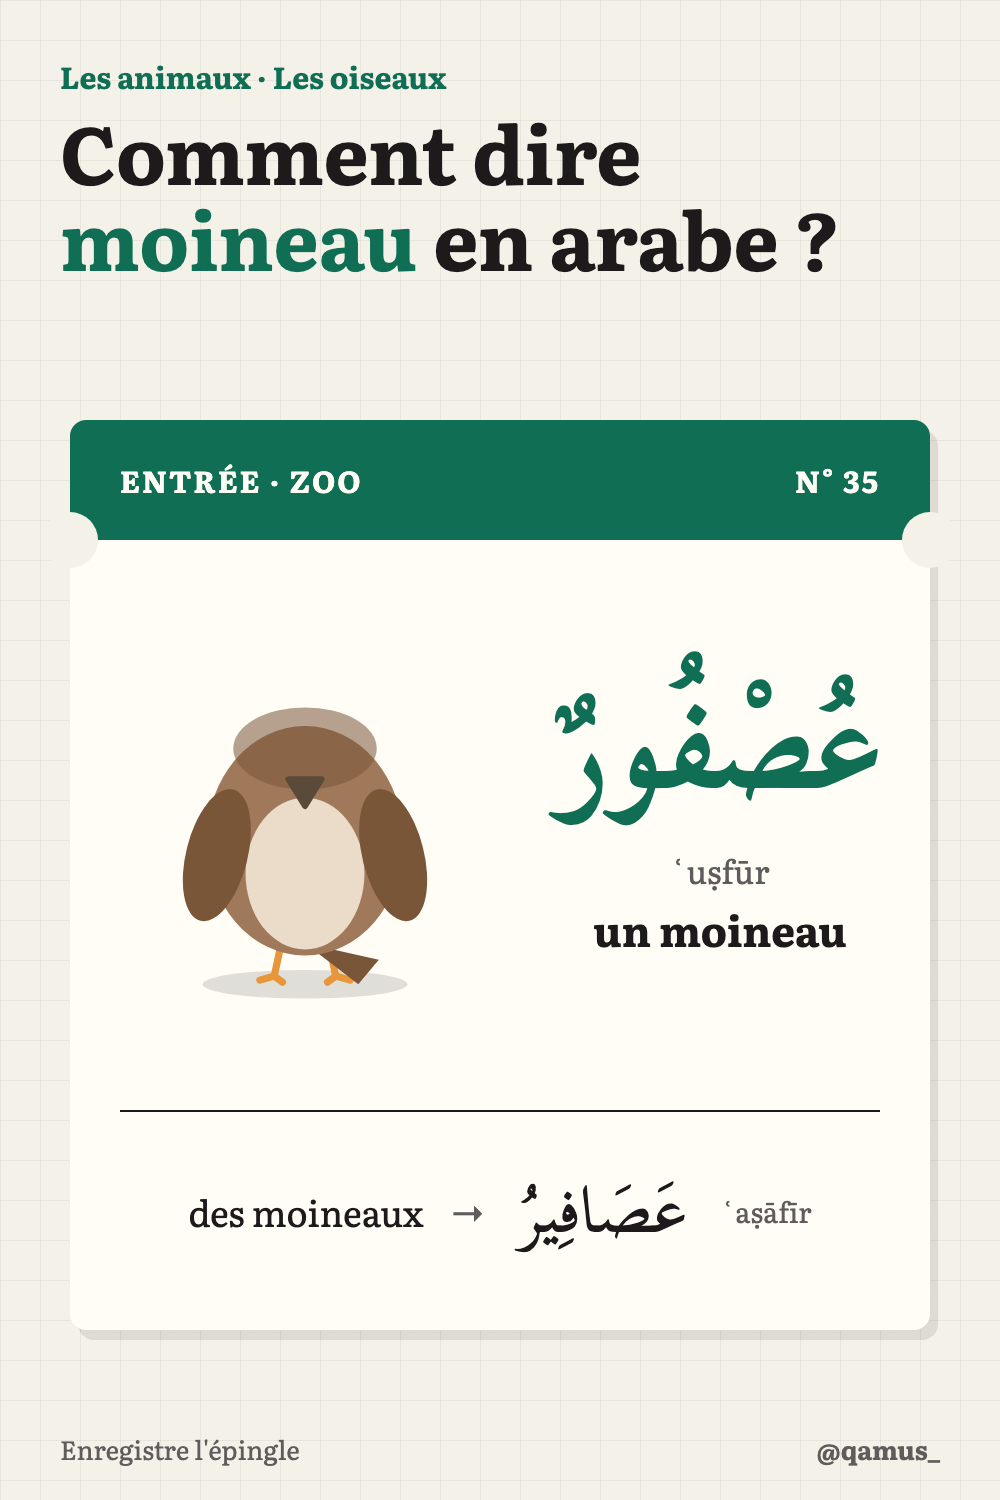 Les animaux · Les oiseaux
Comment dire
moineau en arabe ?
ENTRÉE · ZOO
N° 35
عُصْفُورٌ
ʿuṣfūr
un moineau
des moineaux → عَصَافِيرُ ʿaṣāfīr
Enregistre l'épingle
@qamus_